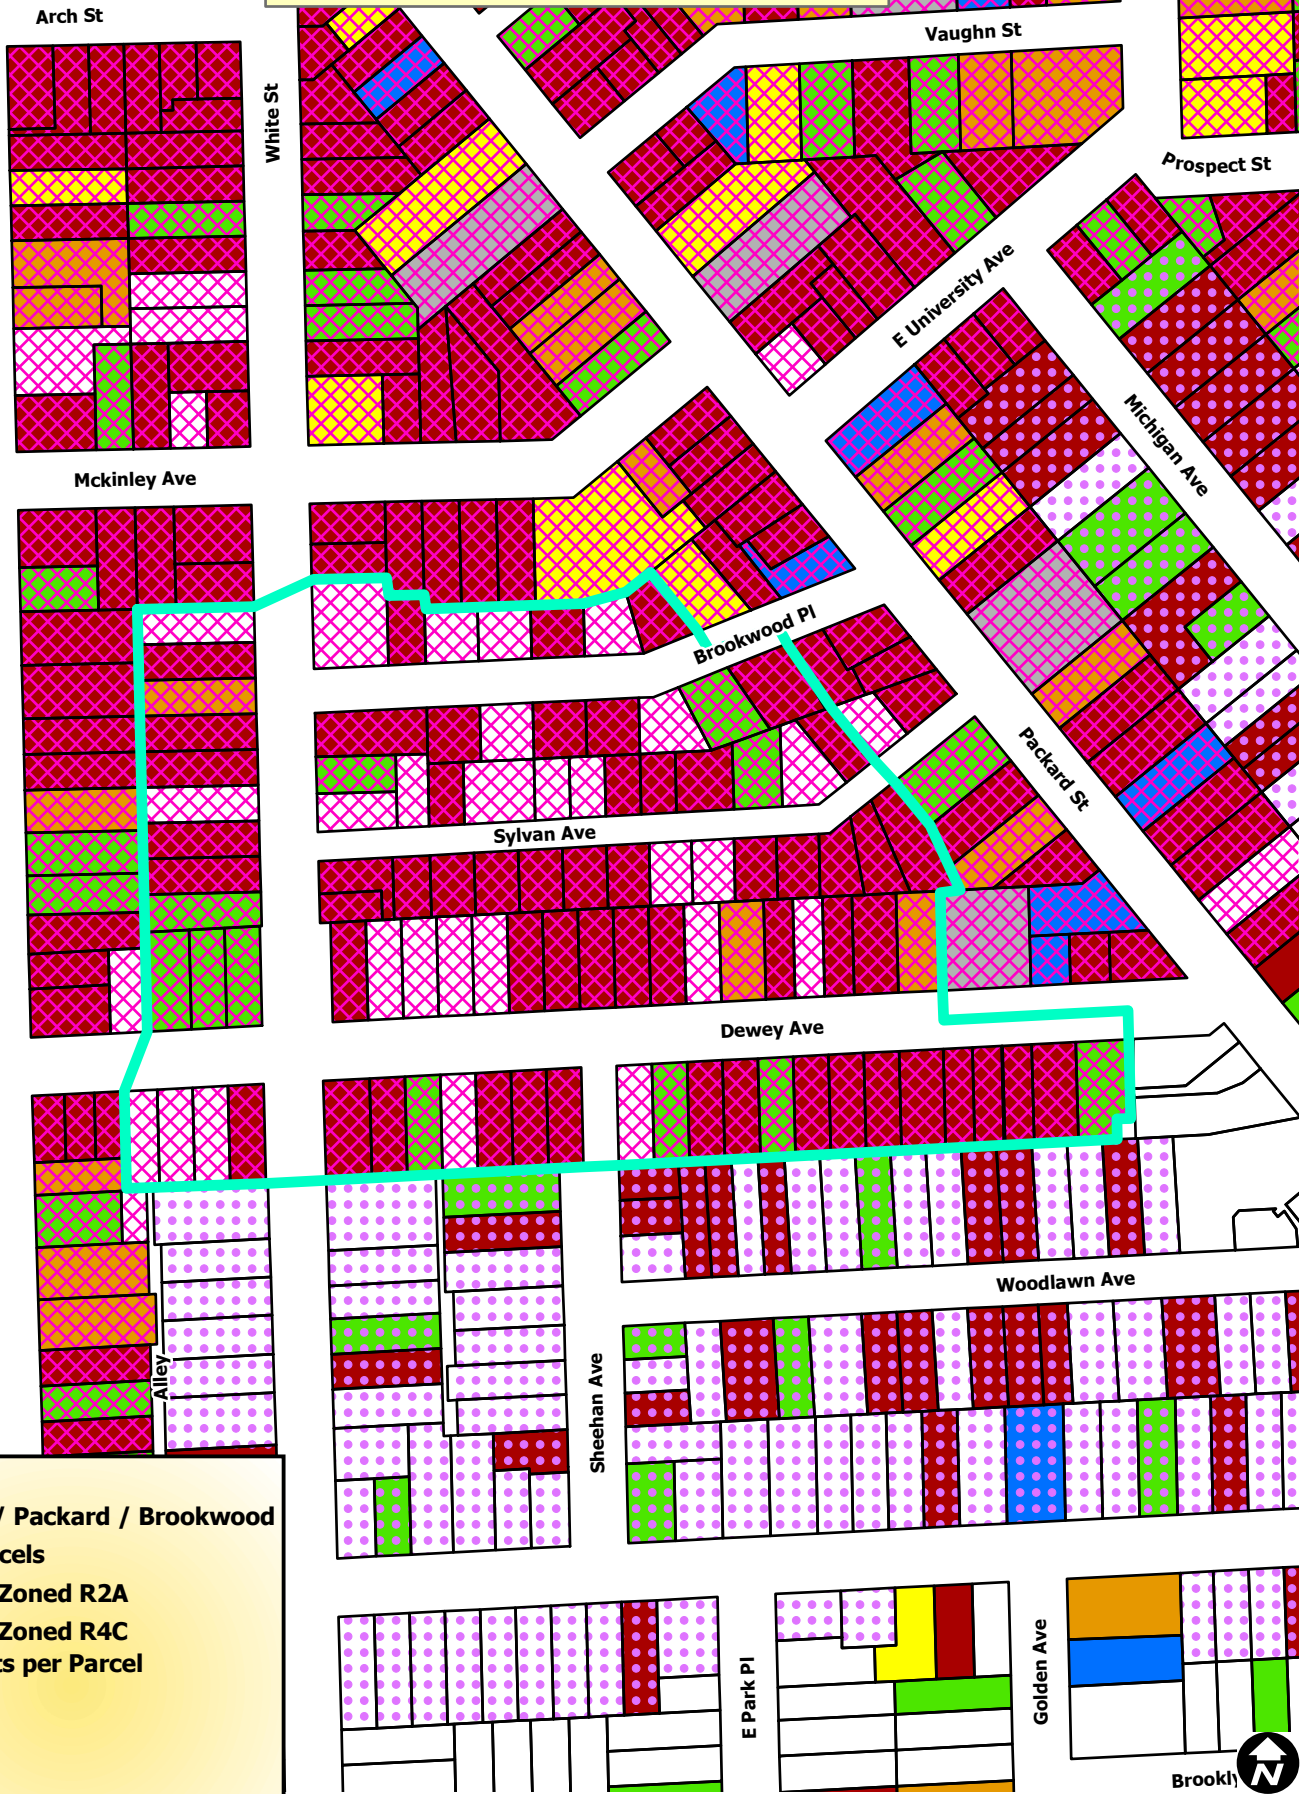 Arch St
White St
Vaughn St
Prospect St
E University Ave
Michigan Ave
Mckinley Ave
Brookwood Pl
Packard St
Sylvan Ave
Dewey Ave
Woodlawn Ave
Alley
Sheehan Ave
/ Packard / Brookwood
cels
Zoned R2A
Zoned R4C
ts per Parcel
E Park Pl
Golden Ave
Brookly
N